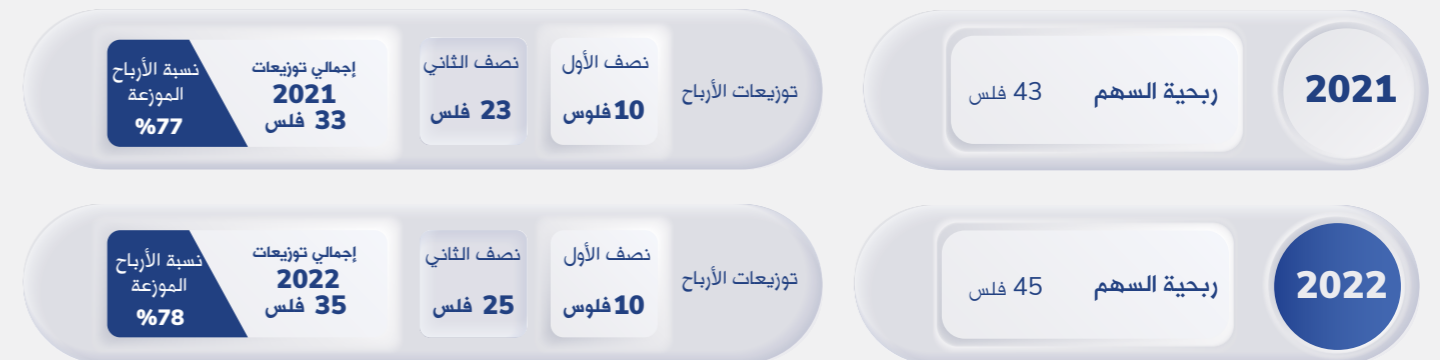 2021
ربحية السهم
43 فلس
توزيعات الأرباح
نصف الأول
10 فلوس
نصف الثاني
23 فلس
إجمالي توزيعات
2021
33 فلس
نسبة الأرباح
الموزعة
%77
2022
ربحية السهم
45 فلس
توزيعات الأرباح
نصف الأول
10 فلوس
نصف الثاني
25 فلس
إجمالي توزيعات
2022
35 فلس
نسبة الأرباح
الموزعة
%78